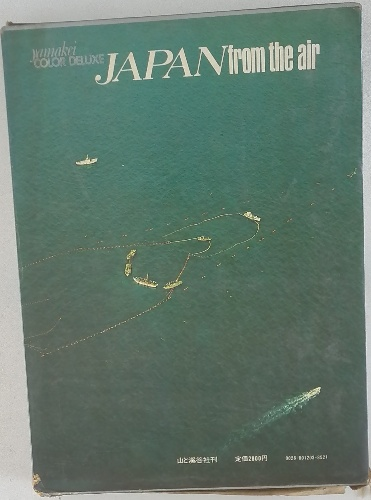 yamakei
COLOR DELUXE
JAPAN from the air
山と溪谷社刊 定価2800円